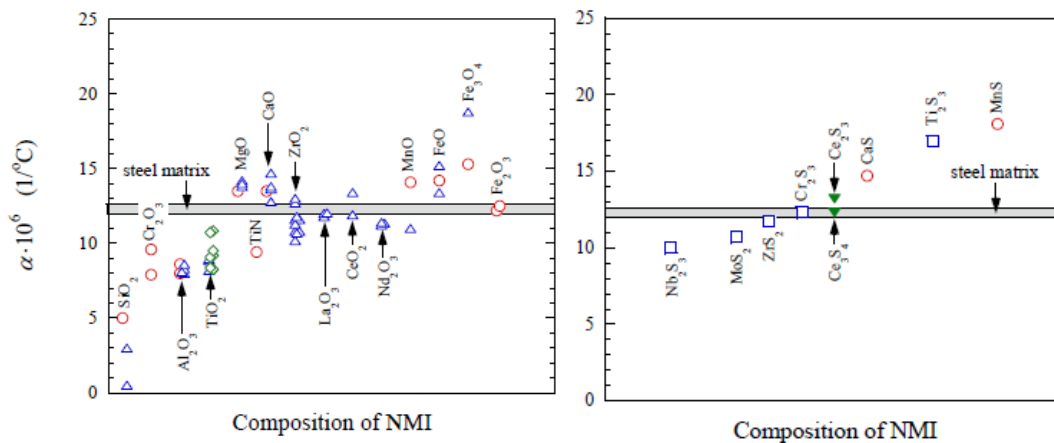 25
20
15
10
5
0
α·10⁶ (1/°C)
steel matrix
SiO₂
Cr₂O₃
Al₂O₃
TiO₂
MgO
TiN
CaO
ZrO₂
La₂O₃
CeO₂
Nd₂O₃
MnO
FeO
Fe₃O₄
Fe₂O₃
Composition of NMI
25
20
15
10
5
0
Nb₂S₃
MoS₂
ZrS₂
Cr₂S₃
Ce₂S₃
Ce₃S₄
CaS
Ti₂S₃
MnS
steel matrix
Composition of NMI